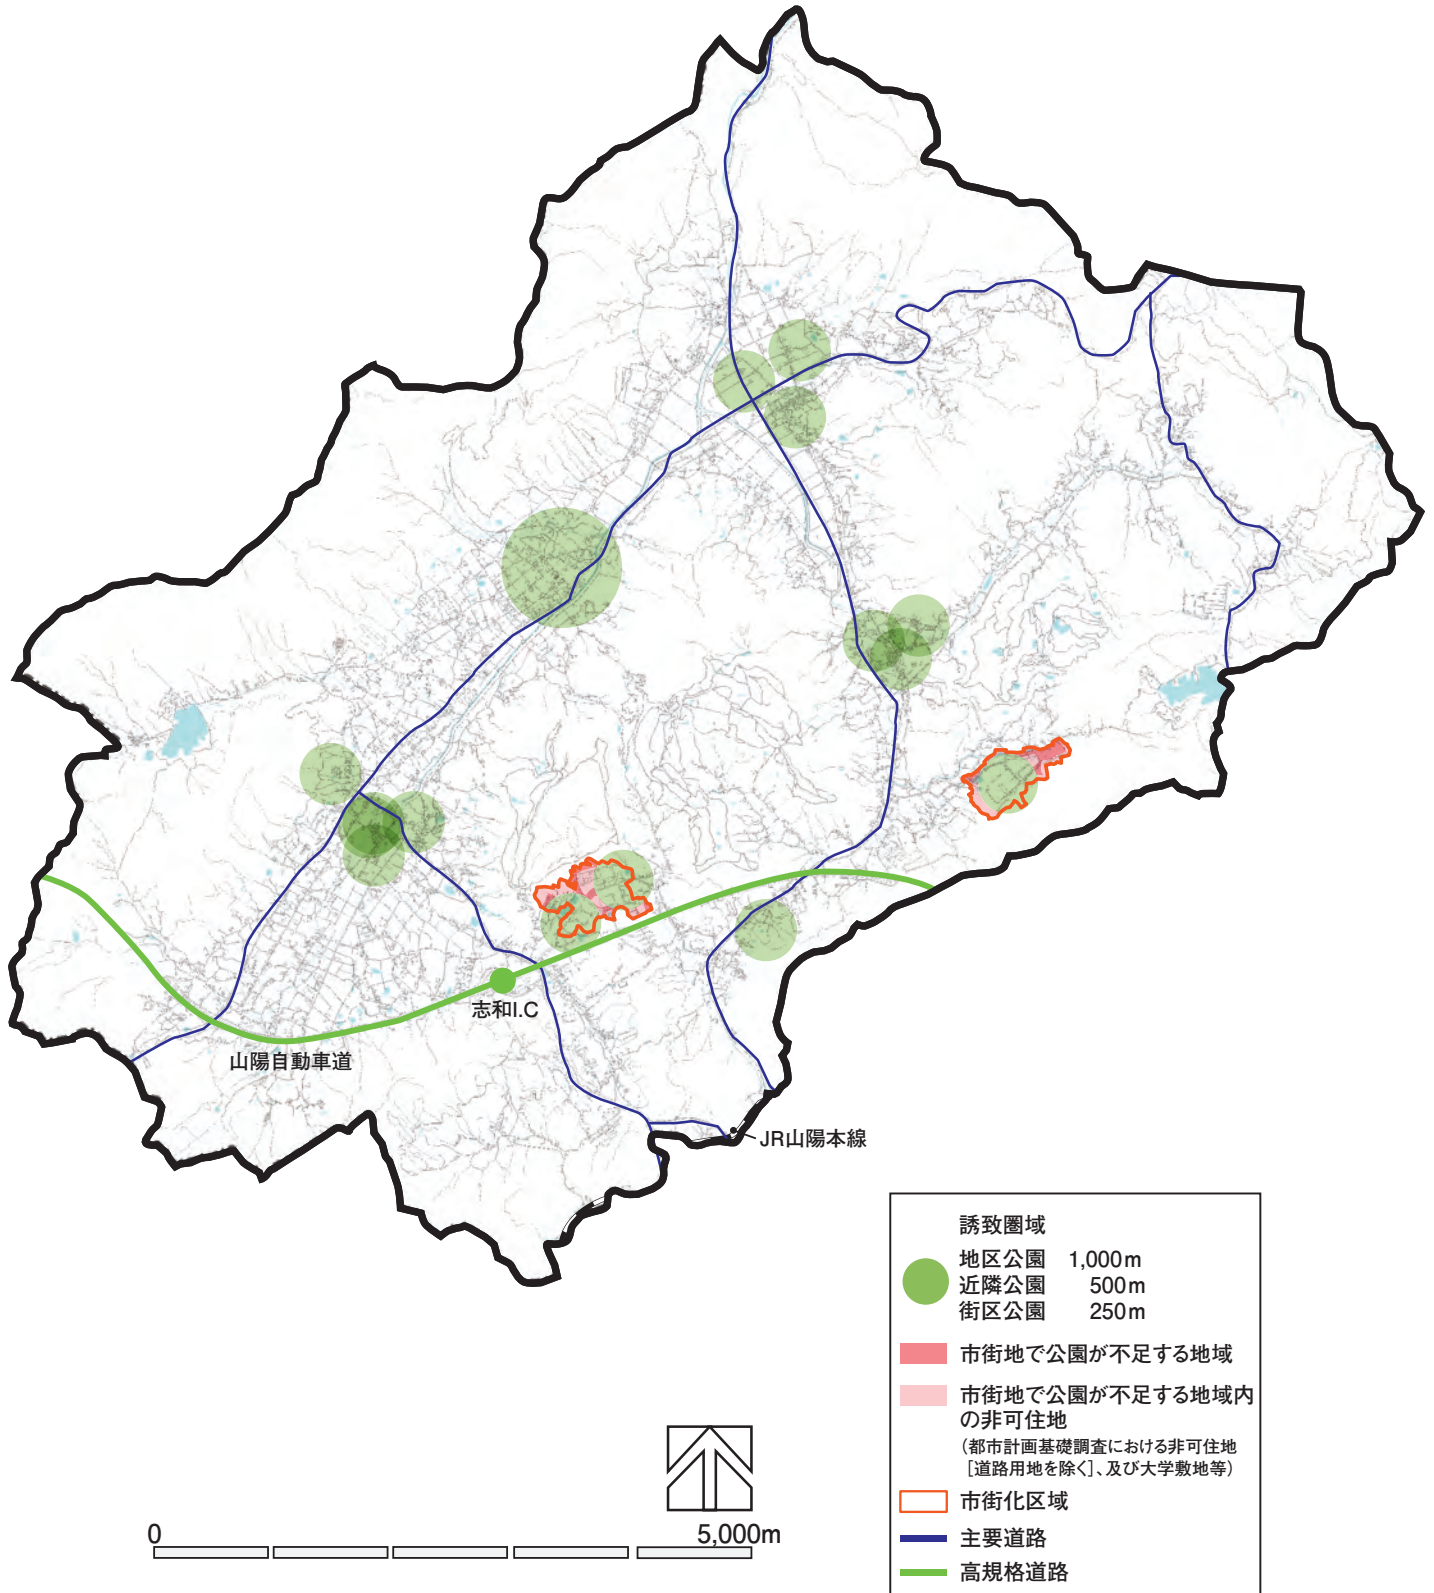 志和I.C
山陽自動車道
JR山陽本線
誘致圏域
地区公園 1,000m
近隣公園 500m
街区公園 250m
市街地で公園が不足する地域
市街地で公園が不足する地域内
の非可住地
(都市計画基礎調査における非可住地
[道路用地を除く]、及び大学敷地等)
市街化区域
主要道路
高規格道路
0 5,000m